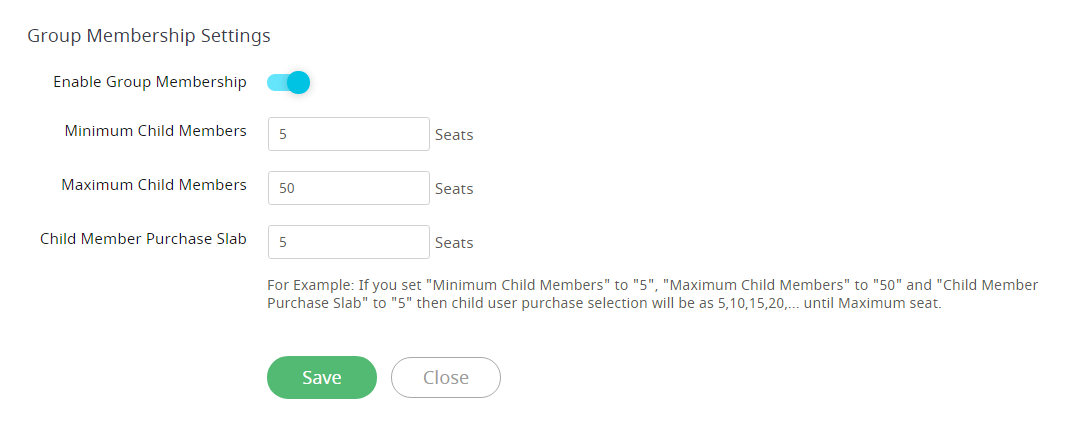 Group Membership Settings
Enable Group Membership
Minimum Child Members 5 Seats
Maximum Child Members 50 Seats
Child Member Purchase Slab 5 Seats
For Example: If you set "Minimum Child Members" to "5", "Maximum Child Members" to "50" and "Child Member
Purchase Slab" to "5" then child user purchase selection will be as 5,10,15,20,... until Maximum seat.
Save Close